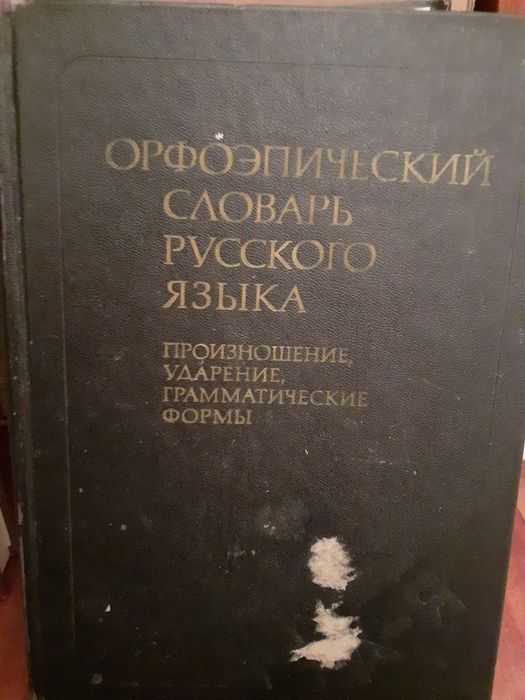 ОРФОЭПИЧЕСКИЙ
СЛОВАРЬ
РУССКОГО
ЯЗЫКА
ПРОИЗНОШЕНИЕ,
УДАРЕНИЕ,
ГРАММАТИЧЕСКИЕ
ФОРМЫ